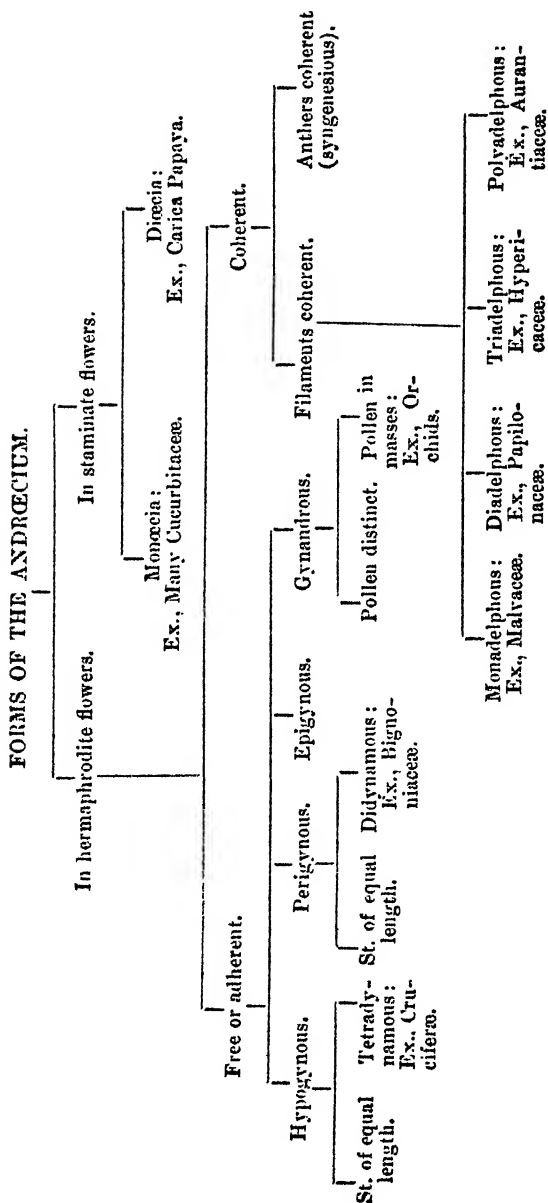 FORMS OF THE ANDRŒCIUM.
In hermaphrodite flowers.
In staminate flowers.
Monœcia:
Ex., Many Cucurbitaceæ.
Diœcia:
Ex., Carica Papaya.
Free or adherent.
Coherent.
Hypogynous.
Perigynous.
Epigynous.
Gynandrous.
Filaments coherent.
Anthers coherent
(syngenesious).
St. of equal
length.
Tetrady-
namous:
Ex., Cru-
ciferæ.
St. of equal
length.
Didynamous:
Ex., Bigno-
niaceæ.
Pollen distinct.
Pollen in
masses:
Ex., Or-
chids.
Monadelphous:
Ex., Malvaceæ.
Diadelphous:
Ex., Papilo-
naceæ.
Triadelphous:
Ex., Hyperi-
caceæ.
Polyadelphous:
Ex., Auran-
tiaceæ.